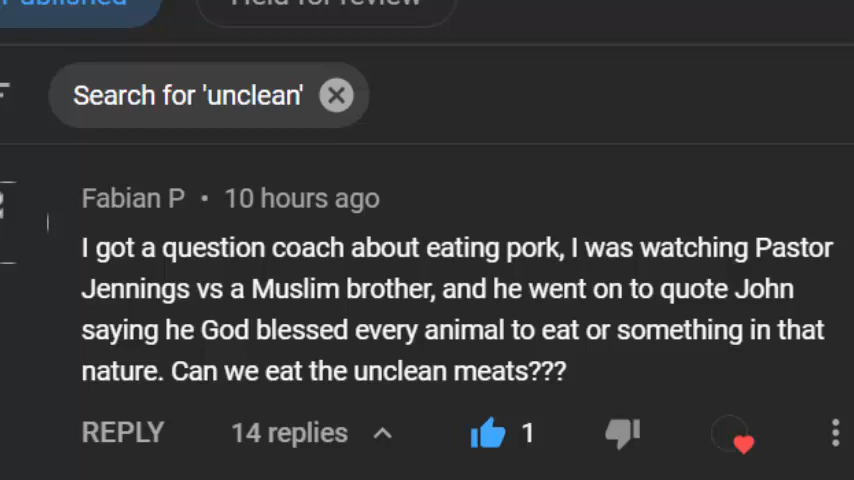 Published
Held for review
Search for 'unclean'
Fabian P • 10 hours ago
I got a question coach about eating pork, I was watching Pastor
Jennings vs a Muslim brother, and he went on to quote John
saying he God blessed every animal to eat or something in that
nature. Can we eat the unclean meats???
REPLY 14 replies 1